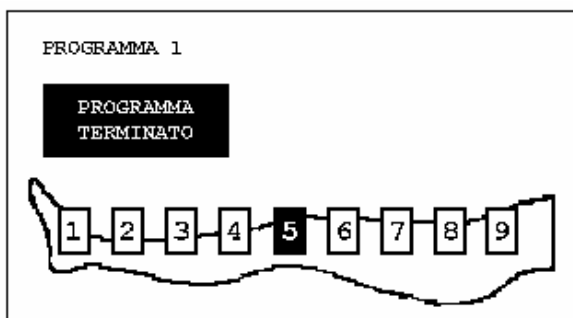 PROGRAMMA 1
PROGRAMMA
TERMINATO
1 2 3 4 5 6 7 8 9